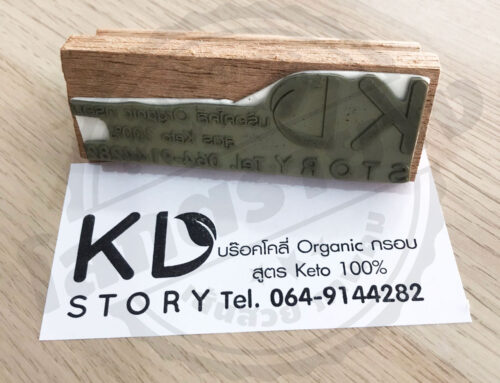 KD
บร๊อคโคลี่ Organic กรอบ
สูตร Keto 100%
STORY Tel. 064-9144282